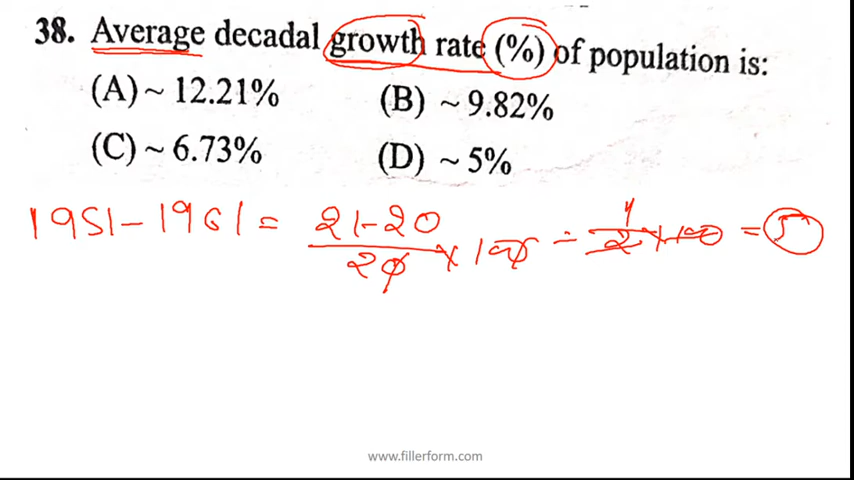 38. Average decadal growth rate (%) of population is:
(A) ~ 12.21% (B) ~ 9.82%
(C) ~ 6.73% (D) ~ 5%
1951 - 1961 = 21-20 / 20 × 100 = 1 / 2 × 10 = 5
www.fillerform.com